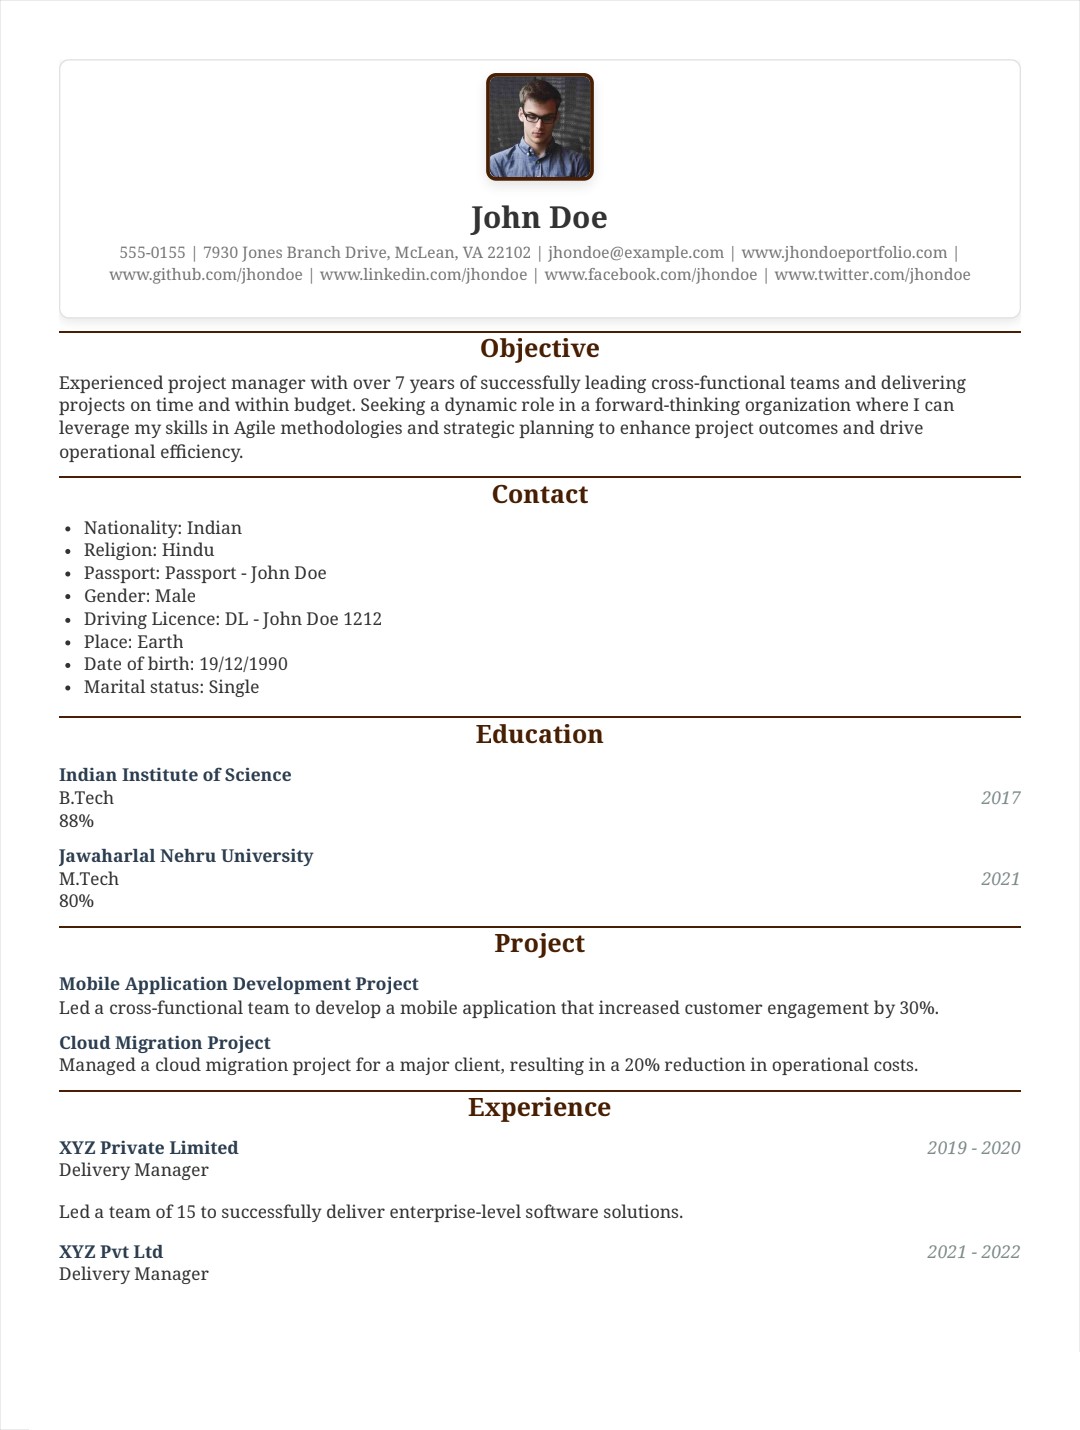 John Doe
555-0155 | 7930 Jones Branch Drive, McLean, VA 22102 | jhondoe@example.com | www.jhondoeportfolio.com |
www.github.com/jhondoe | www.linkedin.com/jhondoe | www.facebook.com/jhondoe | www.twitter.com/jhondoe
Objective
Experienced project manager with over 7 years of successfully leading cross-functional teams and delivering
projects on time and within budget. Seeking a dynamic role in a forward-thinking organization where I can
leverage my skills in Agile methodologies and strategic planning to enhance project outcomes and drive
operational efficiency.
Contact
• Nationality: Indian
• Religion: Hindu
• Passport: Passport - John Doe
• Gender: Male
• Driving Licence: DL - John Doe 1212
• Place: Earth
• Date of birth: 19/12/1990
• Marital status: Single
Education
Indian Institute of Science
B.Tech 2017
88%
Jawaharlal Nehru University
M.Tech 2021
80%
Project
Mobile Application Development Project
Led a cross-functional team to develop a mobile application that increased customer engagement by 30%.
Cloud Migration Project
Managed a cloud migration project for a major client, resulting in a 20% reduction in operational costs.
Experience
XYZ Private Limited 2019 - 2020
Delivery Manager
Led a team of 15 to successfully deliver enterprise-level software solutions.
XYZ Pvt Ltd 2021 - 2022
Delivery Manager